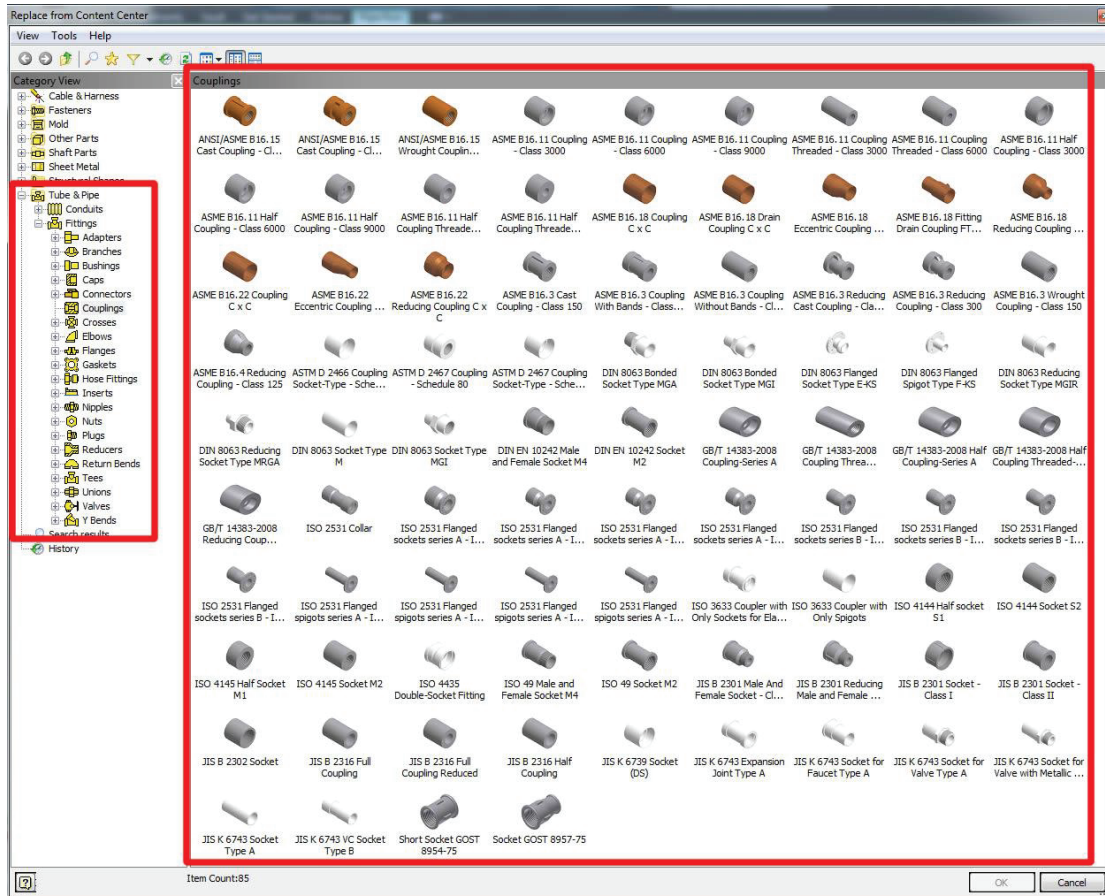 Replace from Content Center
View Tools Help
Category View
Cable & Harness
Fasteners
Mold
Other Parts
Shaft Parts
Sheet Metal
Tube & Pipe
Conduits
Fittings
Adapters
Branches
Bushings
Caps
Connectors
Couplings
Crosses
Elbows
Flanges
Gaskets
Hose Fittings
Inserts
Nipples
Nuts
Plugs
Reducers
Return Bends
Tees
Unions
Valves
Y Bends
Search results
History
Couplings
ANSI/ASME B16.15
Cast Coupling - Cl...
ANSI/ASME B16.15
Cast Coupling - Cl...
ANSI/ASME B16.15
Wrought Couplin...
ASME B16.11 Coupling
- Class 3000
ASME B16.11 Coupling
- Class 6000
ASME B16.11 Coupling
- Class 9000
ASME B16.11 Coupling
Threaded - Class 3000
ASME B16.11 Coupling
Threaded - Class 6000
ASME B16.11 Half
Coupling - Class 3000
ASME B16.11 Half
Coupling - Class 6000
ASME B16.11 Half
Coupling - Class 9000
ASME B16.11 Half
Coupling Threade...
ASME B16.11 Half
Coupling Threade...
ASME B16.18 Coupling
C x C
ASME B16.18 Drain
Coupling C x C
ASME B16.18
Eccentric Coupling ...
ASME B16.18 Fitting
Drain Coupling FT...
ASME B16.18
Reducing Coupling ...
ASME B16.22 Coupling
C x C
ASME B16.22
Eccentric Coupling ...
ASME B16.22
Reducing Coupling C x
C
ASME B16.3 Cast
Coupling - Class 150
ASME B16.3 Coupling
With Bands - Class...
ASME B16.3 Coupling
Without Bands - Cl...
ASME B16.3 Reducing
Cast Coupling - Cla...
ASME B16.3 Reducing
Coupling - Class 300
ASME B16.3 Wrought
Coupling - Class 150
ASME B16.4 Reducing
Coupling - Class 125
ASTM D 2466 Coupling
Socket-Type - Sche...
ASTM D 2467 Coupling
- Schedule 80
ASTM D 2467 Coupling
Socket-Type - Sche...
DIN 8063 Bonded
Socket Type MGA
DIN 8063 Bonded
Socket Type MGI
DIN 8063 Flanged
Socket Type E-KS
DIN 8063 Flanged
Spigot Type F-KS
DIN 8063 Reducing
Socket Type MGIR
DIN 8063 Reducing
Socket Type MRGA
DIN 8063 Socket Type
M
DIN 8063 Socket Type
MGI
DIN EN 10242 Male
and Female Socket M4
DIN EN 10242 Socket
M2
GB/T 14383-2008
Coupling-Series A
GB/T 14383-2008
Coupling Threa...
GB/T 14383-2008 Half
Coupling-Series A
GB/T 14383-2008 Half
Coupling Threaded-...
GB/T 14383-2008
Reducing Coup...
ISO 2531 Collar
ISO 2531 Flanged
sockets series A - I...
ISO 2531 Flanged
sockets series A - I...
ISO 2531 Flanged
sockets series A - I...
ISO 2531 Flanged
sockets series A - I...
ISO 2531 Flanged
sockets series B - I...
ISO 2531 Flanged
sockets series B - I...
ISO 2531 Flanged
sockets series B - I...
ISO 2531 Flanged
sockets series B - I...
ISO 2531 Flanged
spigots series A - I...
ISO 2531 Flanged
spigots series A - I...
ISO 2531 Flanged
spigots series A - I...
ISO 2531 Flanged
spigots series A - I...
ISO 3633 Coupler with
Only Sockets for Ela...
ISO 3633 Coupler with
Only Spigots
ISO 4144 Half socket
S1
ISO 4144 Socket S2
ISO 4145 Half Socket
M1
ISO 4145 Socket M2
ISO 4435
Double-Socket Fitting
ISO 49 Male and
Female Socket M4
ISO 49 Socket M2
JIS B 2301 Male And
Female Socket - Cl...
JIS B 2301 Reducing
Male and Female ...
JIS B 2301 Socket -
Class I
JIS B 2301 Socket -
Class II
JIS B 2302 Socket
JIS B 2316 Full
Coupling
JIS B 2316 Full
Coupling Reduced
JIS B 2316 Half
Coupling
JIS K 6739 Socket
(DS)
JIS K 6743 Expansion
Joint Type A
JIS K 6743 Socket for
Faucet Type A
JIS K 6743 Socket for
Valve Type A
JIS K 6743 Socket for
Valve with Metallic ...
JIS K 6743 Socket
Type A
JIS K 6743 VC Socket
Type B
Short Socket GOST
8954-75
Socket GOST 8957-75
Item Count:85
OK
Cancel